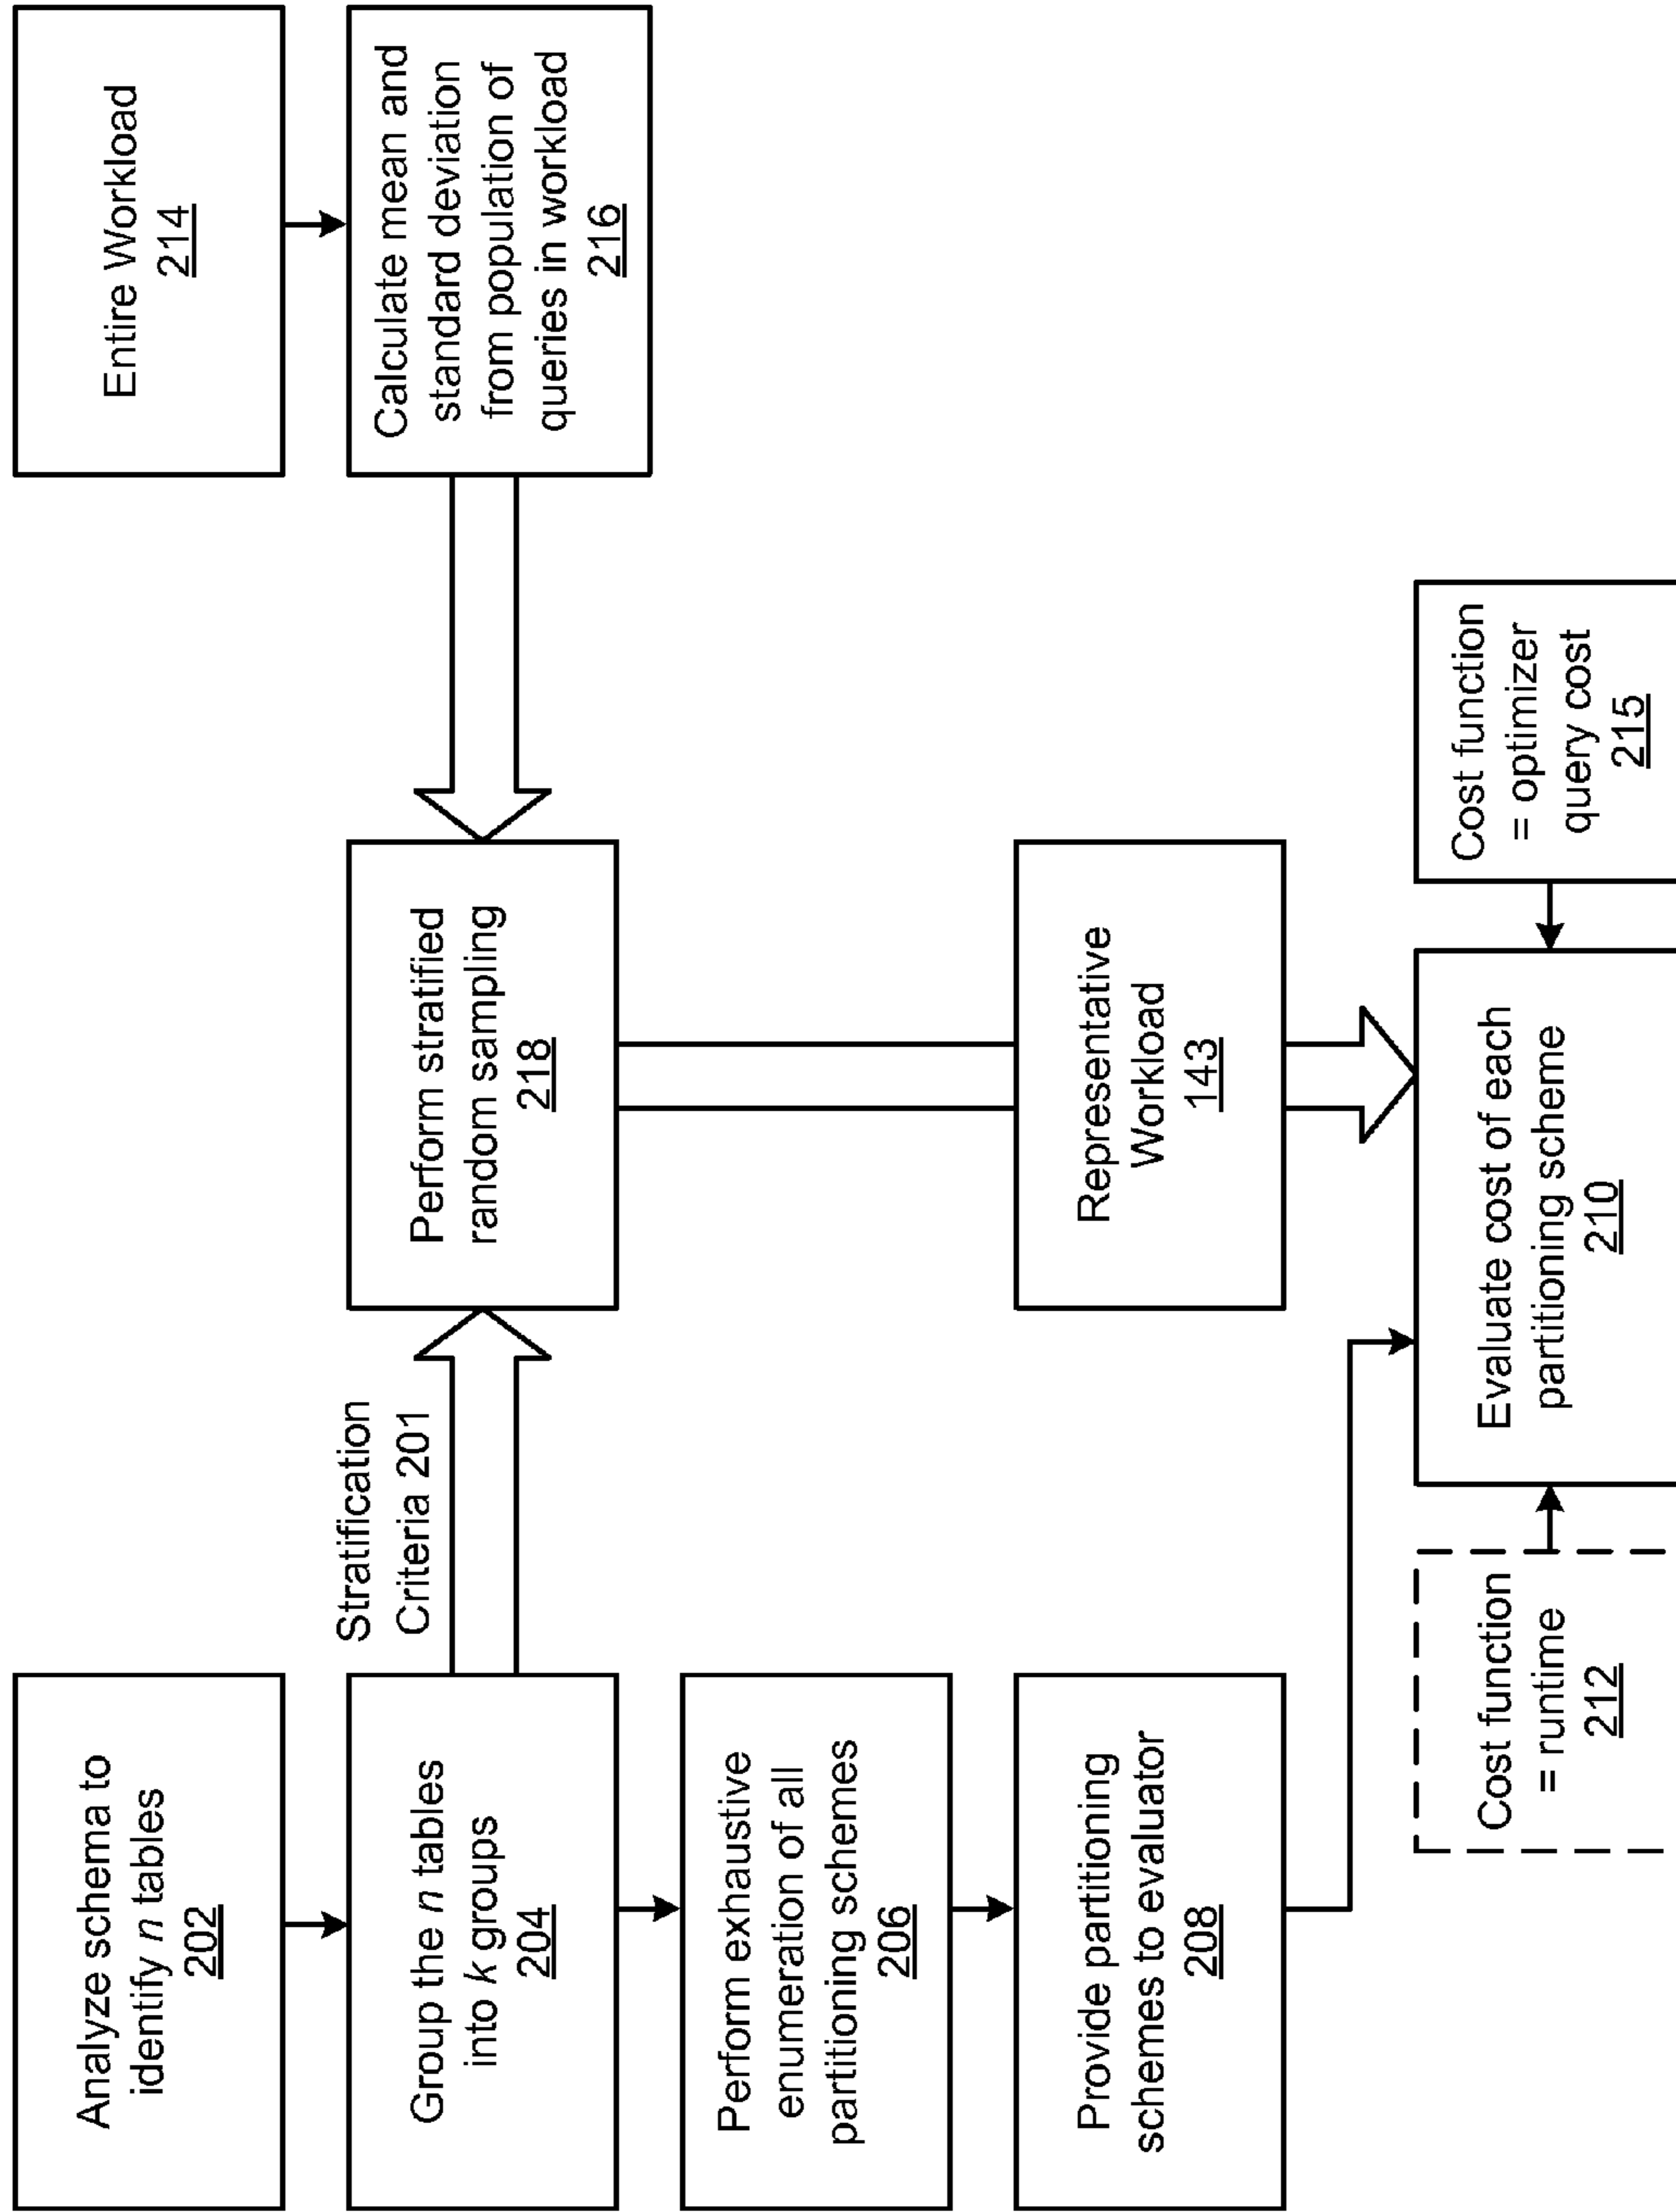 Analyze schema to
identify n tables
202
Group the n tables
into k groups
204
Stratification
Criteria 201
Perform exhaustive
enumeration of all
partitioning schemes
206
Provide partitioning
schemes to evaluator
208
Entire Workload
214
Calculate mean and
standard deviation
from population of
queries in workload
216
Perform stratified
random sampling
218
Representative
Workload
143
Cost function
= runtime
212
Evaluate cost of each
partitioning scheme
210
Cost function
= optimizer
query cost
215